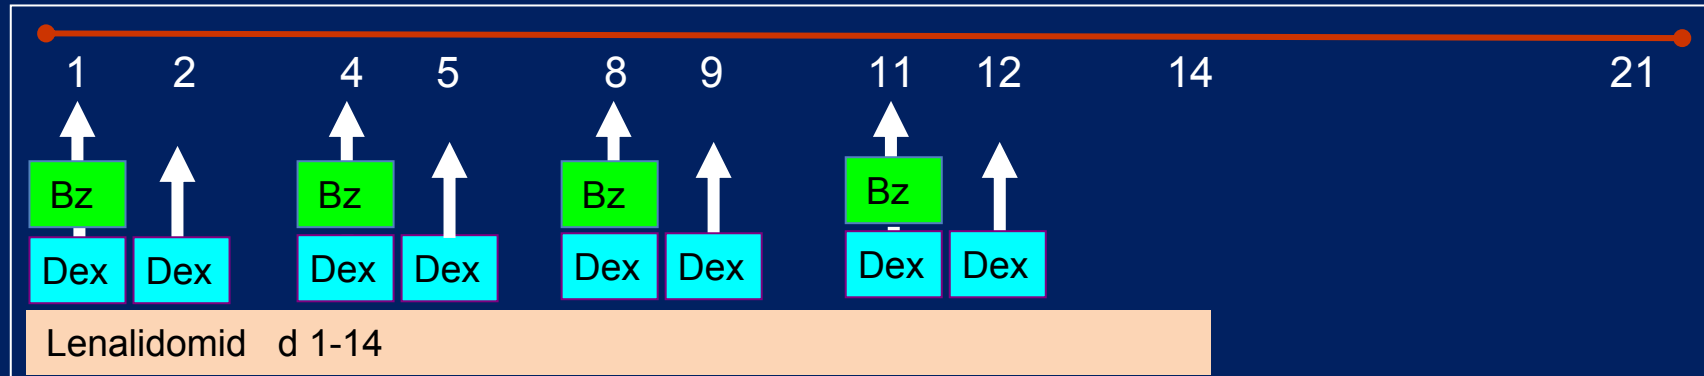 1 2 4 5 8 9 11 12 14 21
Bz Bz Bz Bz
Dex Dex Dex Dex Dex Dex Dex Dex
Lenalidomid d 1-14